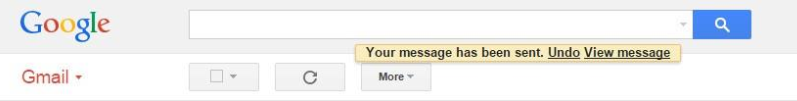 Google
Your message has been sent. Undo View message
Gmail
More